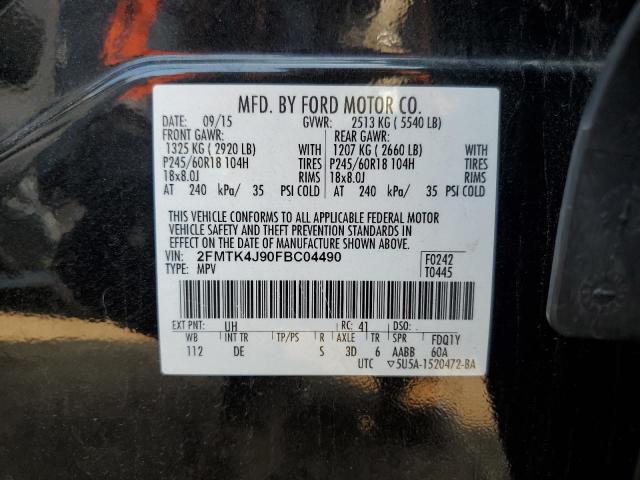 MFD. BY FORD MOTOR CO.
DATE: 09/15 GVWR: 2513 KG ( 5540 LB)
FRONT GAWR: REAR GAWR:
1325 KG ( 2920 LB) WITH 1207 KG ( 2660 LB) WITH
P245/60R18 104H TIRES P245/60R18 104H TIRES
18x8.0J RIMS 18x8.0J RIMS
AT 240 kPa/ 35 PSI COLD AT 240 kPa/ 35 PSI COLD
THIS VEHICLE CONFORMS TO ALL APPLICABLE FEDERAL MOTOR
VEHICLE SAFETY AND THEFT PREVENTION STANDARDS IN
EFFECT ON THE DATE OF MANUFACTURE SHOWN ABOVE.
VIN: 2FMTK4J90FBC04490 F0242
TYPE: MPV T0445
EXT PNT: UH RC: 41 DSO:
WB INT TR TP/PS R AXLE TR SPR FDQ1Y
112 DE S 3D 6 AABB 60A
UTC ▽5U5A-1520472-BA